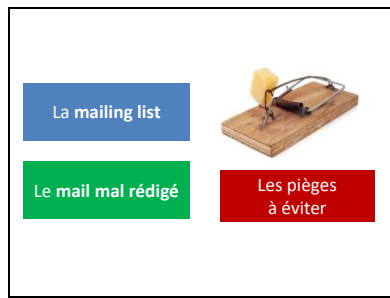 La mailing list
Le mail mal rédigé
Les pièges
à éviter